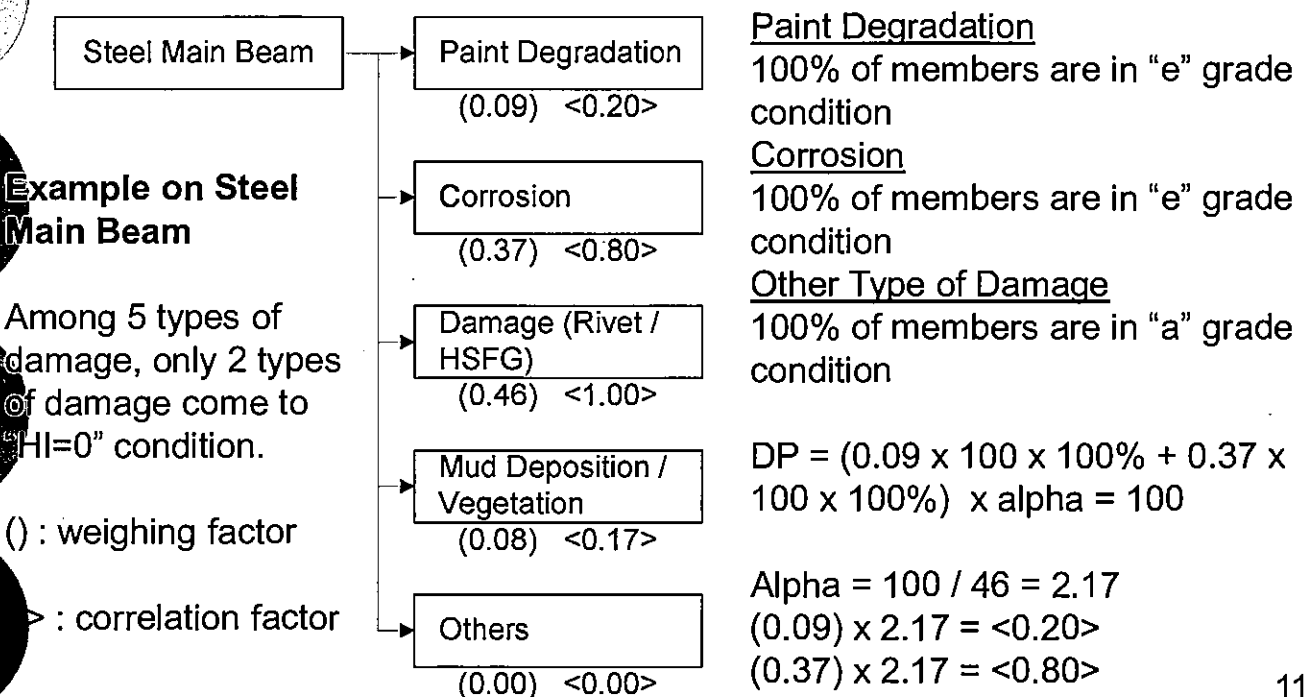 Steel Main Beam
Example on Steel
Main Beam
Among 5 types of
damage, only 2 types
of damage come to
"HI=0" condition.
() : weighing factor
> : correlation factor
Paint Degradation
(0.09) <0.20>
Corrosion
(0.37) <0.80>
Damage (Rivet /
HSFG)
(0.46) <1.00>
Mud Deposition /
Vegetation
(0.08) <0.17>
Others
(0.00) <0.00>
Paint Degradation
100% of members are in "e" grade
condition
Corrosion
100% of members are in "e" grade
condition
Other Type of Damage
100% of members are in "a" grade
condition
DP = (0.09 x 100 x 100% + 0.37 x
100 x 100%) x alpha = 100
Alpha = 100 / 46 = 2.17
(0.09) x 2.17 = <0.20>
(0.37) x 2.17 = <0.80>
11